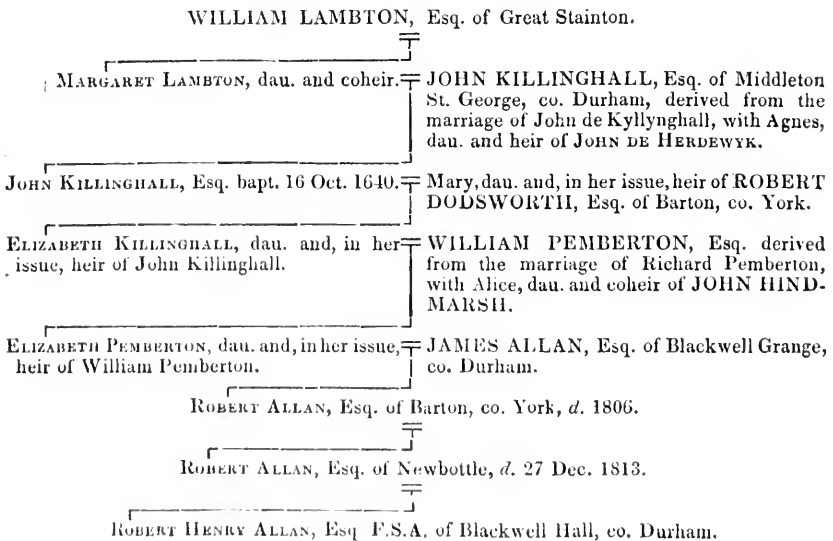 WILLIAM LAMBTON, Esq. of Great Stainton.
MARGARET LAMBTON, dau. and coheir.
JOHN KILLINGHALL, Esq. of Middleton
St. George, co. Durham, derived from the
marriage of John de Kyllynghall, with Agnes,
dau. and heir of JOHN DE HERDEWYK.
JOHN KILLINGHALL, Esq. bapt. 16 Oct. 1640.
Mary, dau. and, in her issue, heir of ROBERT
DODSWORTH, Esq. of Barton, co. York.
ELIZABETH KILLINGHALL, dau. and, in her
issue, heir of John Killinghall.
WILLIAM PEMBERTON, Esq. derived
from the marriage of Richard Pemberton,
with Alice, dau. and coheir of JOHN HIND-
MARSH.
ELIZABETH PEMBERTON, dau. and, in her issue,
heir of William Pemberton.
JAMES ALLAN, Esq. of Blackwell Grange,
co. Durham.
ROBERT ALLAN, Esq. of Barton, co. York, d. 1806.
ROBERT ALLAN, Esq. of Newbottle, d. 27 Dec. 1813.
ROBERT HENRY ALLAN, Esq F.S.A. of Blackwell Hall, co. Durham.